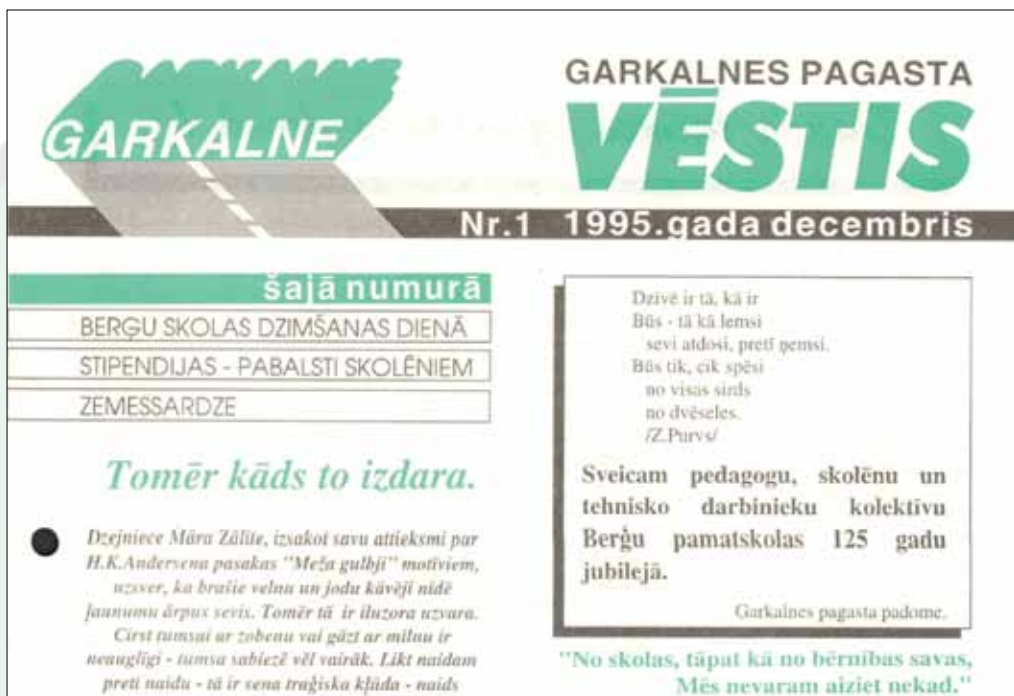 GARKALNE
GARKALNES PAGASTA
VĒSTIS
Nr.1 1995.gada decembris
šajā numurā
BERĢU SKOLAS DZIMŠANAS DIENĀ
STIPENDIJAS - PABALSTI SKOLĒNIEM
ZEMESSARDZE
Tomēr kāds to izdara.
Dzejniece Māra Zālīte, izsakot savu attieksmi par
H.K.Andersena pasakas "Meža gulbji" motīviem,
uzsver, ka brašie velnu un jodu kāvēji nīdē
ļaunumu ārpus sevis. Tomēr tā ir iluzora uzvara.
Cirst tumsai ar zobenu vai gāzt ar milnu ir
neauglīgi - tumsa sabiezē vēl vairāk. Likt naidam
pretī naidu - tā ir sena traģiska kļūda - naids
Dzīvē ir tā, kā ir
Būs - tā kā lemsi
sevi atdosi, pretī ņemsi.
Būs tik, cik spēsi
no visas sirds
no dvēseles.
/Z.Purvs/
Sveicam pedagogu, skolēnu un
tehnisko darbinieku kolektīvu
Berģu pamatskolas 125 gadu
jubilejā.
Garkalnes pagasta padome.
"No skolas, tāpat kā no bērnības savas,
Mēs nevaram aiziet nekad."